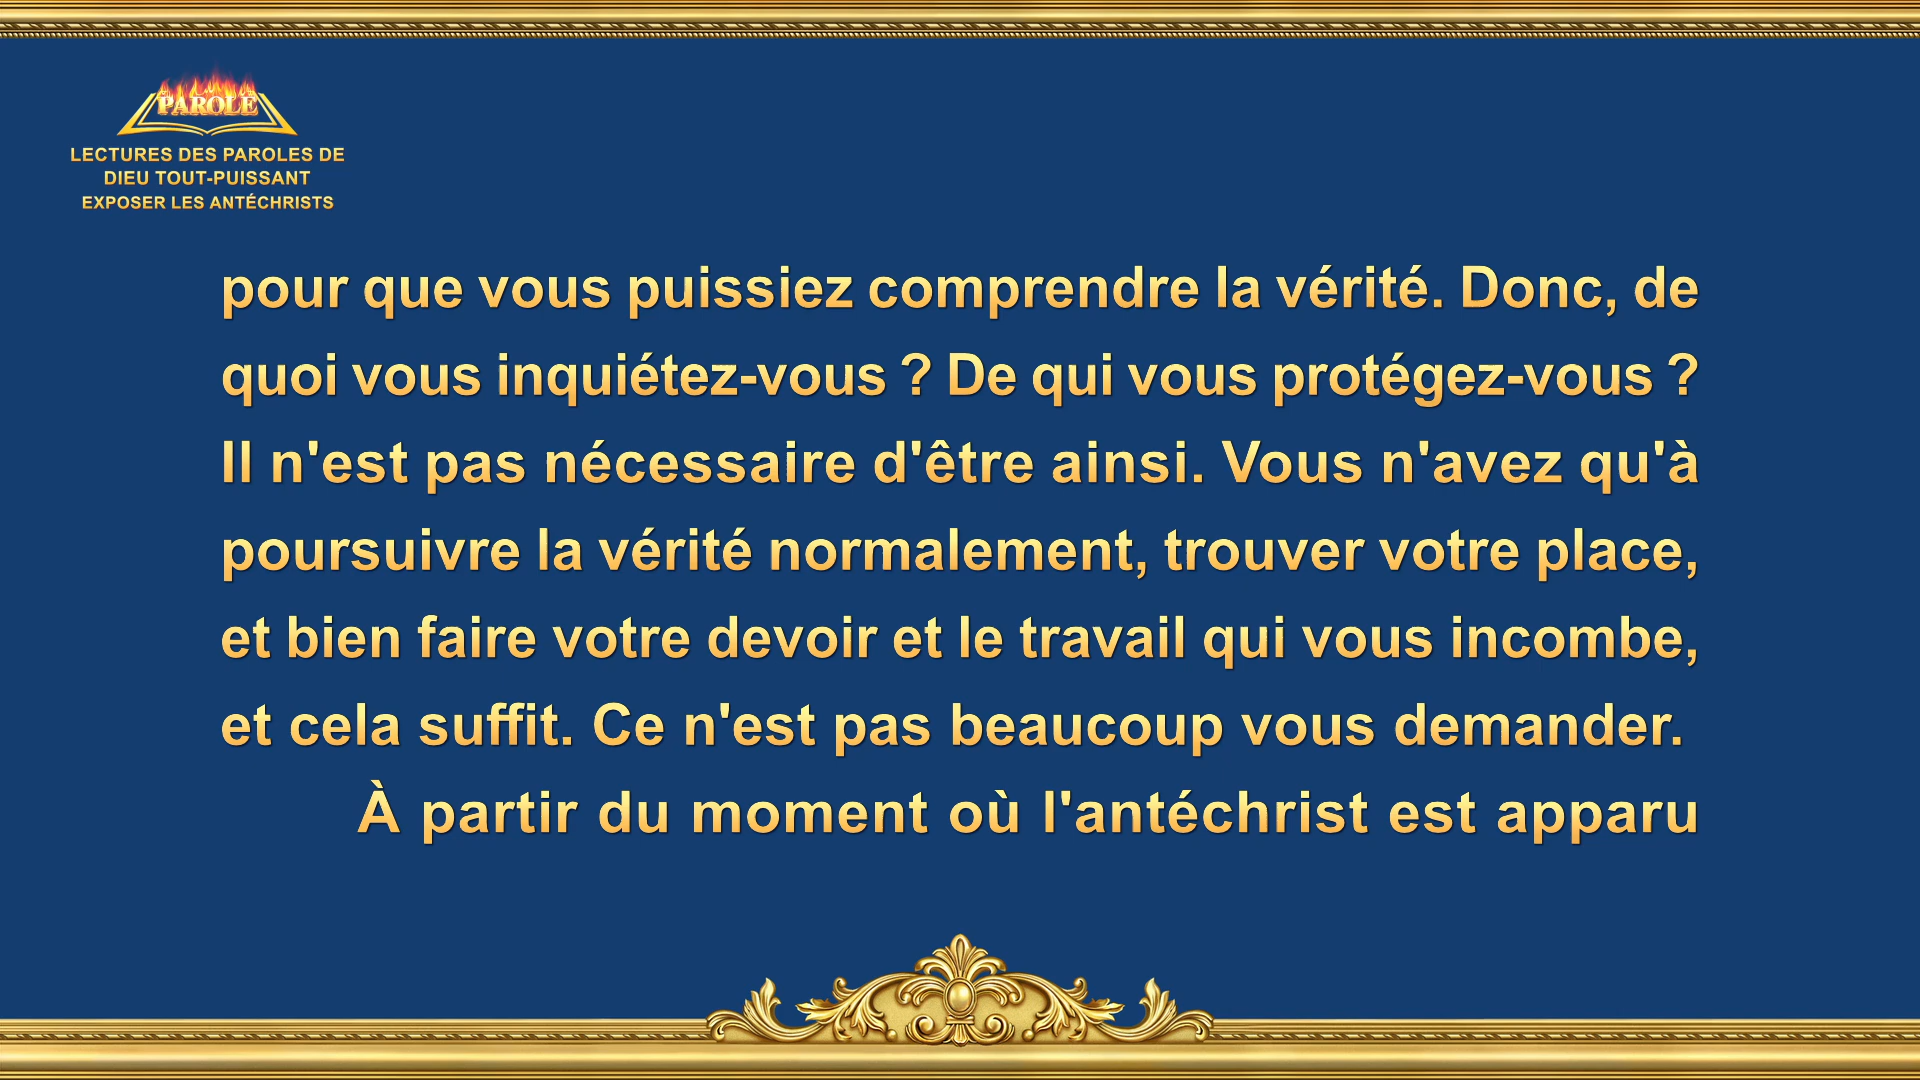 PAROLE
LECTURES DES PAROLES DE
DIEU TOUT-PUISSANT
EXPOSER LES ANTÉCHRISTS
pour que vous puissiez comprendre la vérité. Donc, de
quoi vous inquiétez-vous ? De qui vous protégez-vous ?
Il n'est pas nécessaire d'être ainsi. Vous n'avez qu'à
poursuivre la vérité normalement, trouver votre place,
et bien faire votre devoir et le travail qui vous incombe,
et cela suffit. Ce n'est pas beaucoup vous demander.
À partir du moment où l'antéchrist est apparu